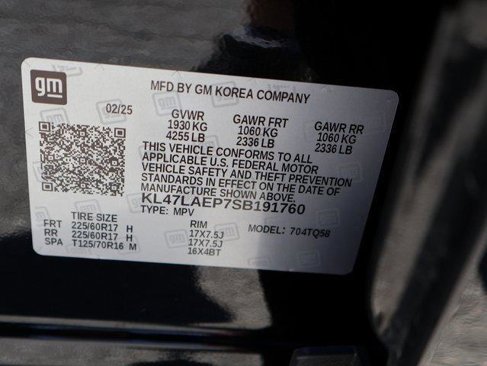 gm
MFD BY GM KOREA COMPANY
02/25
GVWR GAWR FRT GAWR RR
1930 KG 1060 KG 1060 KG
4255 LB 2336 LB 2336 LB
THIS VEHICLE CONFORMS TO ALL
APPLICABLE U.S. FEDERAL MOTOR
VEHICLE SAFETY AND THEFT PREVENTION
STANDARDS IN EFFECT ON THE DATE OF
MANUFACTURE SHOWN ABOVE.
KL47LAEP7SB191760
TYPE: MPV
TIRE SIZE RIM MODEL: 704TQ58
FRT 225/60R17 H 17X7.5J
RR 225/60R17 H 17X7.5J
SPA T125/70R16 M 16X4BT